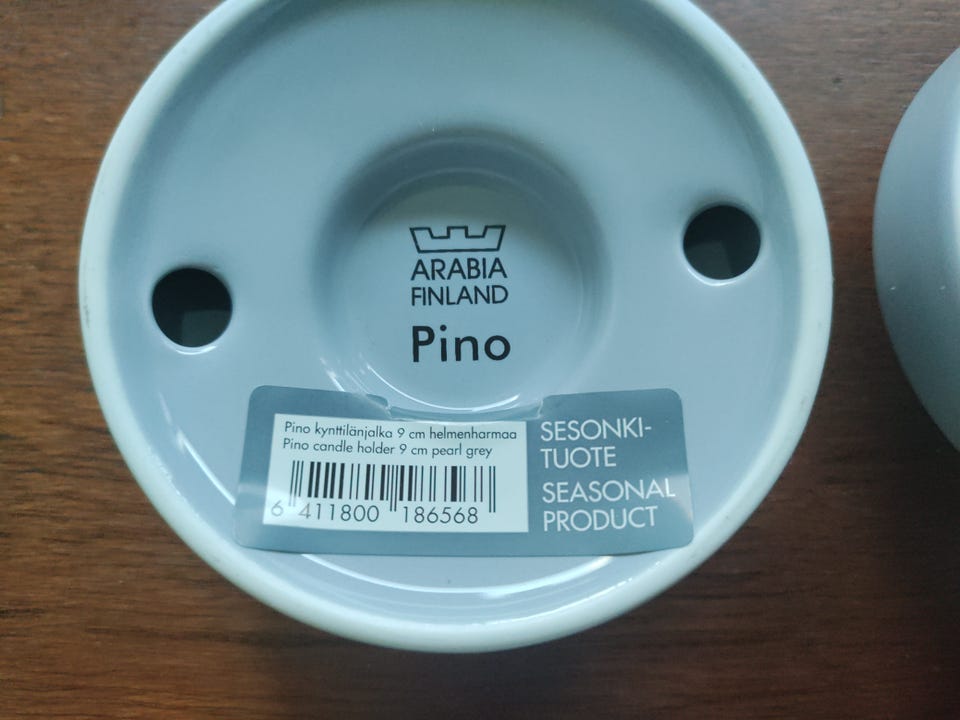 ARABIA
FINLAND
Pino
Pino kynttilänjalka 9 cm helmenharmaa
Pino candle holder 9 cm pearl grey
6 411800 186568
SESONKI-
TUOTE
SEASONAL
PRODUCT